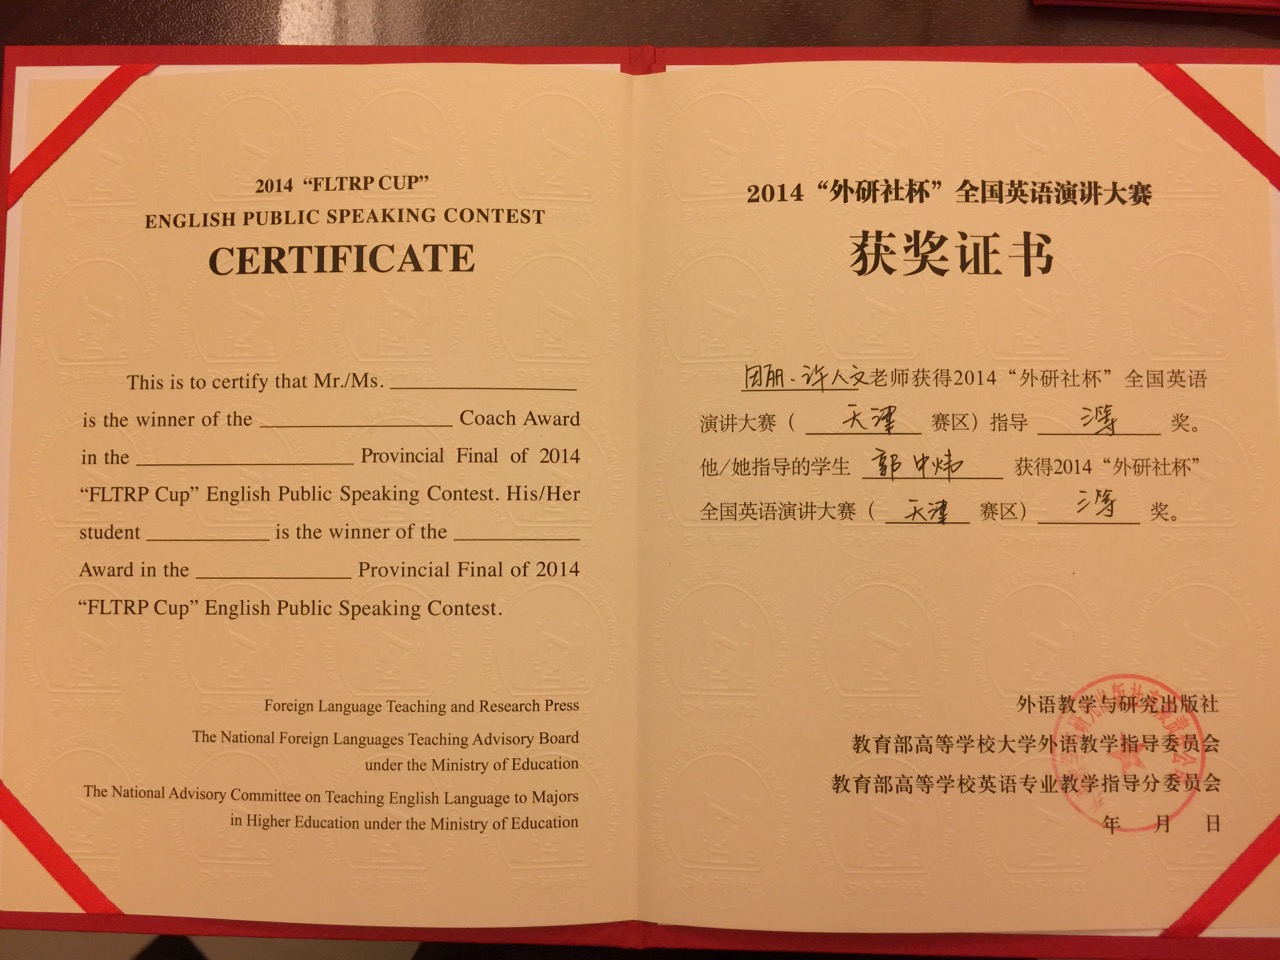 2014 “FLTRP CUP”
ENGLISH PUBLIC SPEAKING CONTEST
CERTIFICATE
This is to certify that Mr./Ms.
is the winner of the Coach Award
in the Provincial Final of 2014
“FLTRP Cup” English Public Speaking Contest. His/Her
student is the winner of the
Award in the Provincial Final of 2014
“FLTRP Cup” English Public Speaking Contest.
Foreign Language Teaching and Research Press
The National Foreign Languages Teaching Advisory Board
under the Ministry of Education
The National Advisory Committee on Teaching English Language to Majors
in Higher Education under the Ministry of Education
2014“外研社杯”全国英语演讲大赛
获奖证书
丽、许人文老师获得2014“外研社杯”全国英语
演讲大赛（天津赛区）指导三等奖。
他/她指导的学生郭中炜获得2014“外研社杯”
全国英语演讲大赛（天津赛区）三等奖。
外语教学与研究出版社
教育部高等学校大学外语教学指导委员会
教育部高等学校英语专业教学指导分委员会
年 月 日